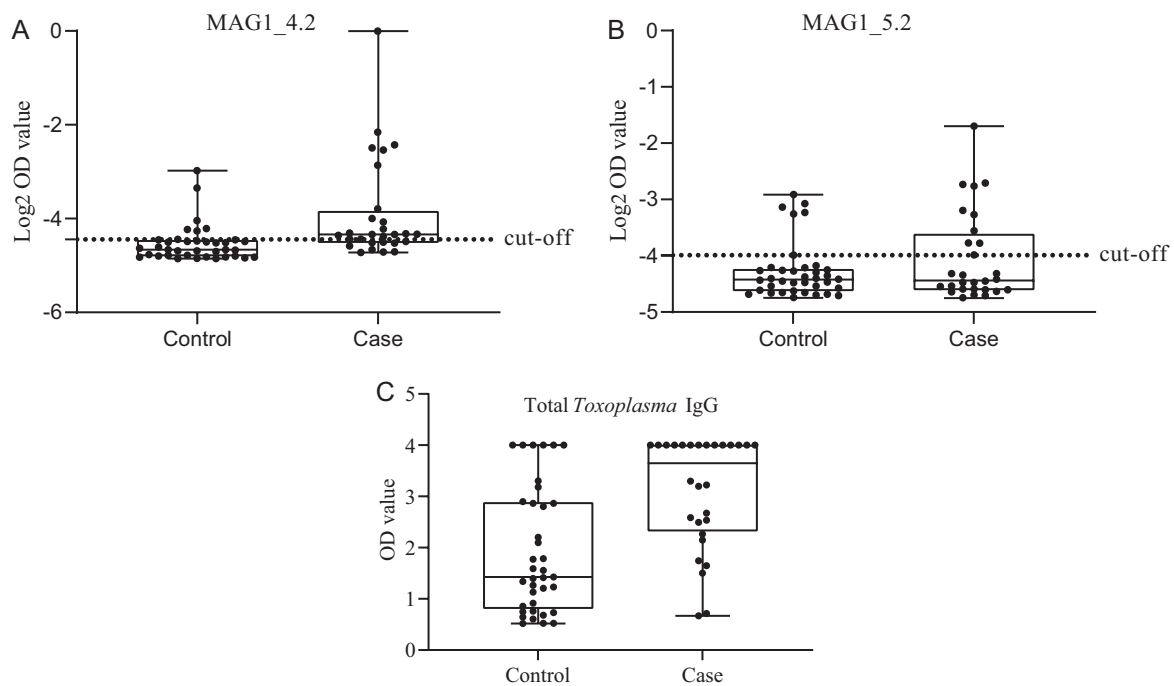 A
MAG1_4.2
Log2 OD value
0
-2
-4
-6
cut-off
Control
Case
B
MAG1_5.2
Log2 OD value
0
-1
-2
-3
-4
-5
cut-off
Control
Case
C
Total Toxoplasma IgG
OD value
5
4
3
2
1
0
Control
Case